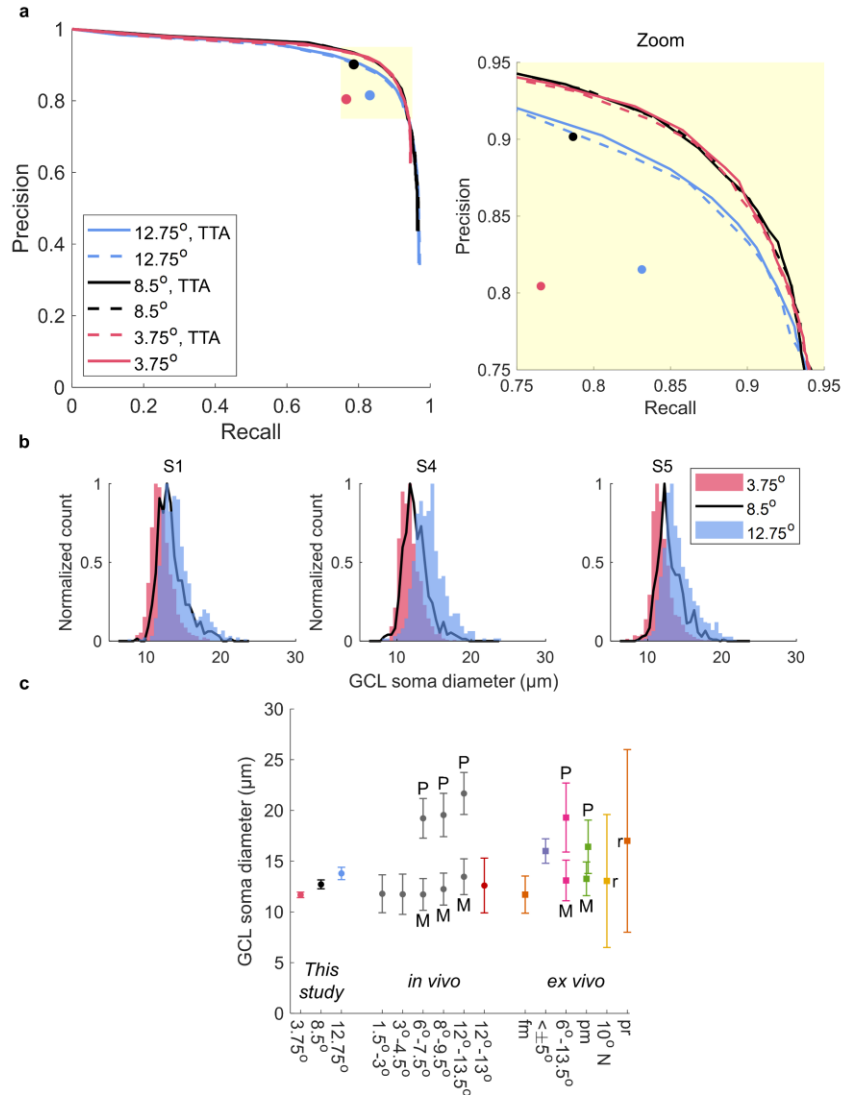 a
1
0.8
0.6
0.4
0.2
0
Precision
0
0.2
0.4
0.6
0.8
1
Recall
12.75°, TTA
12.75°
8.5°, TTA
8.5°
3.75°, TTA
3.75°
Zoom
0.95
0.9
0.85
0.8
0.75
Precision
0.75
0.8
0.85
0.9
0.95
Recall
b
S1
1
0.5
0
Normalized count
10
20
30
S4
1
0.5
0
Normalized count
10
20
30
S5
1
0.5
0
Normalized count
10
20
30
3.75°
8.5°
12.75°
GCL soma diameter (µm)
c
30
25
20
15
10
5
0
GCL soma diameter (µm)
P
P
P
M
M
M
P
M
P
M
r
r
This
study
in vivo
ex vivo
3.75°
8.5°
12.75°
1.5°-3°
3°-4.5°
6°-7.5°
8°-9.5°
12°-13.5°
12°-13°
fm
<±5°
6°-13.5°
pm
10° N
pr